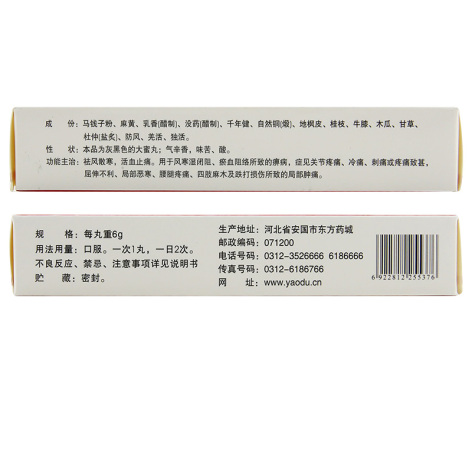 成　份：马钱子粉、麻黄、乳香(醋制)、没药(醋制)、千年健、自然铜(煅)、地枫皮、桂枝、牛膝、木瓜、甘草、
杜仲(盐炙)、防风、羌活、独活。
性　状：本品为灰黑色的大蜜丸；气辛香，味苦、酸。
功能主治：祛风散寒，活血止痛。用于风寒湿闭阻、瘀血阻络所致的痹病，症见关节疼痛、冷痛、刺痛或疼痛致甚，
屈伸不利、局部恶寒、腰腿疼痛、四肢麻木及跌打损伤所致的局部肿痛。
规　格：每丸重6g
用法用量：口服。一次1丸，一日2次。
不良反应、禁忌、注意事项详见说明书
贮　藏：密封。
生产地址：河北省安国市东方药城
邮政编码：071200
电话号码：0312-3526666 6186666
传真号码：0312-6186766
网　址：www.yaodu.cn
6 922812 255376